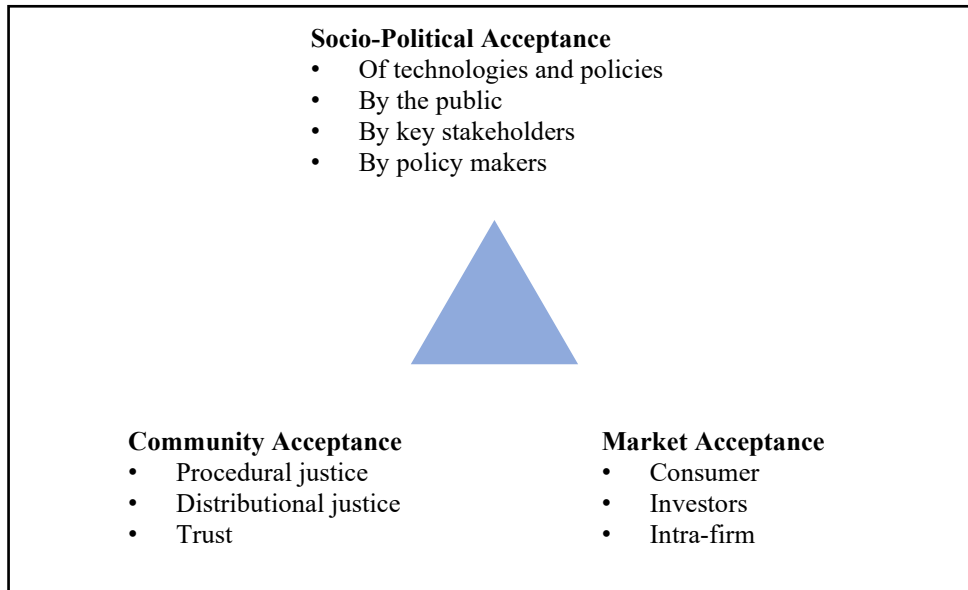 Socio-Political Acceptance
• Of technologies and policies
• By the public
• By key stakeholders
• By policy makers
Community Acceptance
• Procedural justice
• Distributional justice
• Trust
Market Acceptance
• Consumer
• Investors
• Intra-firm